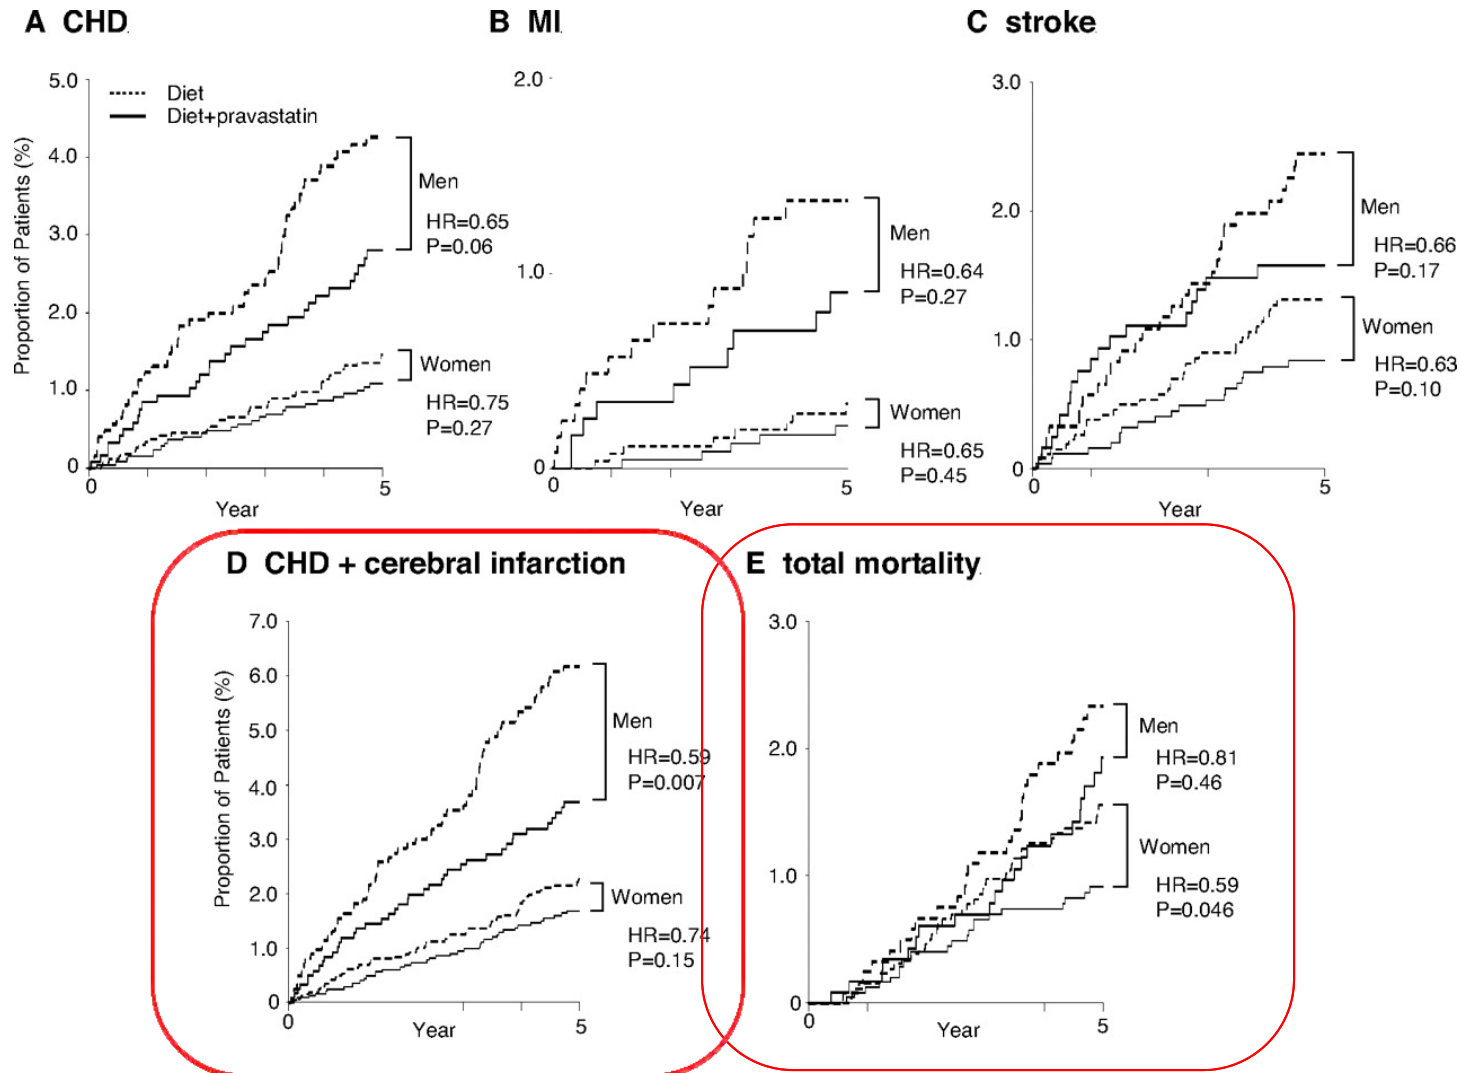 A CHD
5.0
4.0
3.0
2.0
1.0
0
Proportion of Patients (%)
Diet
Diet+pravastatin
Men
HR=0.65
P=0.06
Women
HR=0.75
P=0.27
0
5
Year
B MI
2.0
1.0
0
Men
HR=0.64
P=0.27
Women
HR=0.65
P=0.45
0
5
Year
C stroke
3.0
2.0
1.0
0
Men
HR=0.66
P=0.17
Women
HR=0.63
P=0.10
0
5
Year
D CHD + cerebral infarction
7.0
6.0
5.0
4.0
3.0
2.0
1.0
0
Proportion of Patients (%)
Men
HR=0.59
P=0.007
Women
HR=0.74
P=0.15
0
5
Year
E total mortality
3.0
2.0
1.0
0
Men
HR=0.81
P=0.46
Women
HR=0.59
P=0.046
0
5
Year